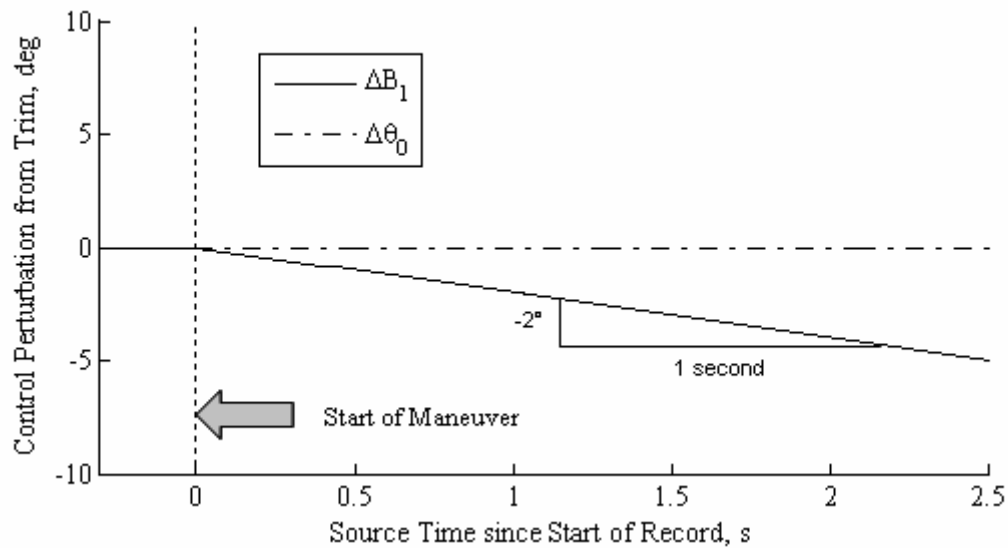 Control Perturbation from Trim, deg
10
5
0
-5
-10
ΔB₁
Δθ₀
-2°
1 second
Start of Maneuver
0
0.5
1
1.5
2
2.5
Source Time since Start of Record, s